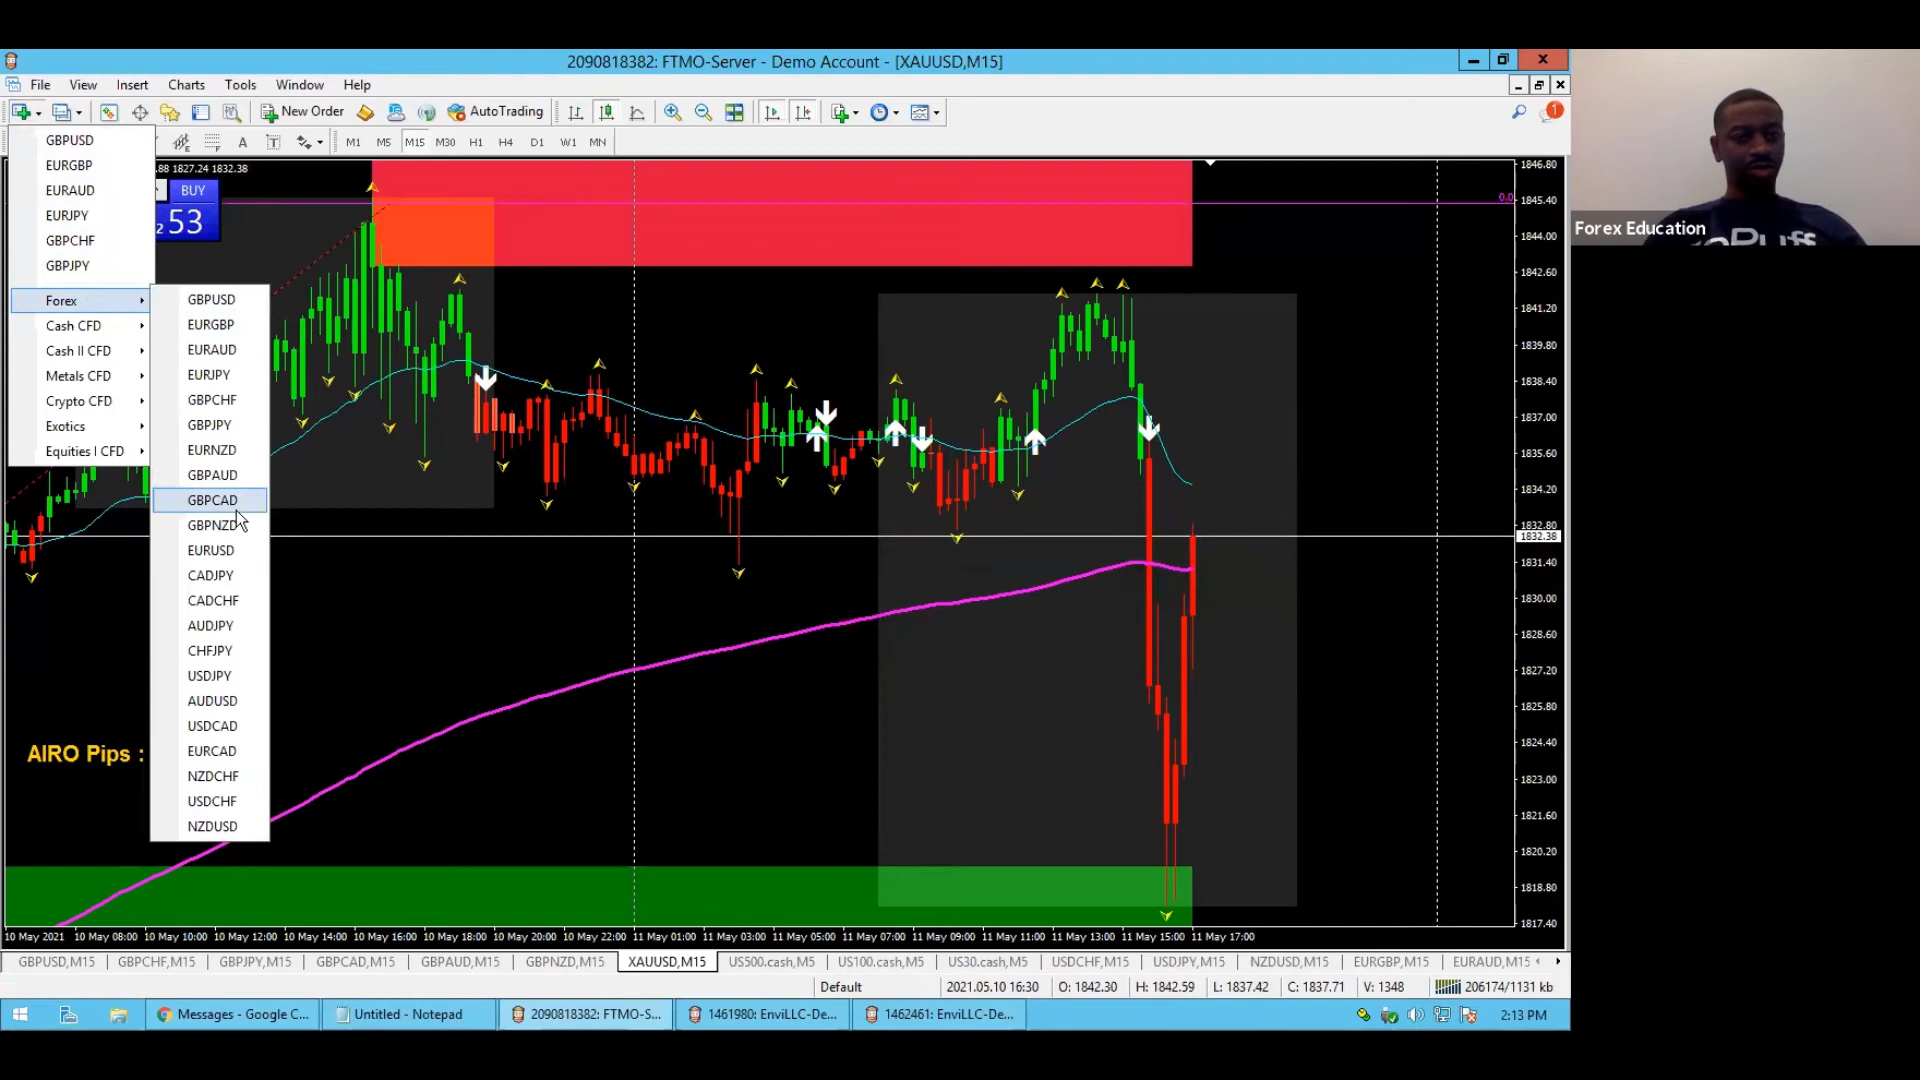 2090818382: FTMO-Server - Demo Account - [XAUUSD,M15]
File View Insert Charts Tools Window Help
New Order AutoTrading 1
A T M1 M5 M15 M30 H1 H4 D1 W1 MN
.88 1827.24 1832.38
BUY
2 53
GBPUSD
EURGBP
EURAUD
EURJPY
GBPCHF
GBPJPY
Forex
Cash CFD
Cash II CFD
Metals CFD
Crypto CFD
Exotics
Equities I CFD
GBPUSD
EURGBP
EURAUD
EURJPY
GBPCHF
GBPJPY
EURNZD
GBPAUD
GBPCAD
GBPNZD
EURUSD
CADJPY
CADCHF
AUDJPY
CHFJPY
USDJPY
AUDUSD
USDCAD
EURCAD
NZDCHF
USDCHF
NZDUSD
AIRO Pips :
0.0
1846.80
1845.40
1844.00
1842.60
1841.20
1839.80
1838.40
1837.00
1835.60
1834.20
1832.80
1832.38
1831.40
1830.00
1828.60
1827.20
1825.80
1824.40
1823.00
1821.60
1820.20
1818.80
1817.40
10 May 2021 10 May 08:00 10 May 10:00 10 May 12:00 10 May 14:00 10 May 16:00 10 May 18:00 10 May 20:00 10 May 22:00 11 May 01:00 11 May 03:00 11 May 05:00 11 May 07:00 11 May 09:00 11 May 11:00 11 May 13:00 11 May 15:00 11 May 17:00
GBPUSD,M15 GBPCHF,M15 GBPJPY,M15 GBPCAD,M15 GBPAUD,M15 GBPNZD,M15 XAUUSD,M15 US500.cash,M5 US100.cash,M5 US30.cash,M5 USDCHF,M15 USDJPY,M15 NZDUSD,M15 EURGBP,M15 EURAUD,M15
Default 2021.05.10 16:30 O: 1842.30 H: 1842.59 L: 1837.42 C: 1837.71 V: 1348 206174/1131 kb
Messages - Google C... Untitled - Notepad 2090818382: FTMO-S... 1461980: EnviLLC-De... 1462461: EnviLLC-De... 2:13 PM
Forex Education